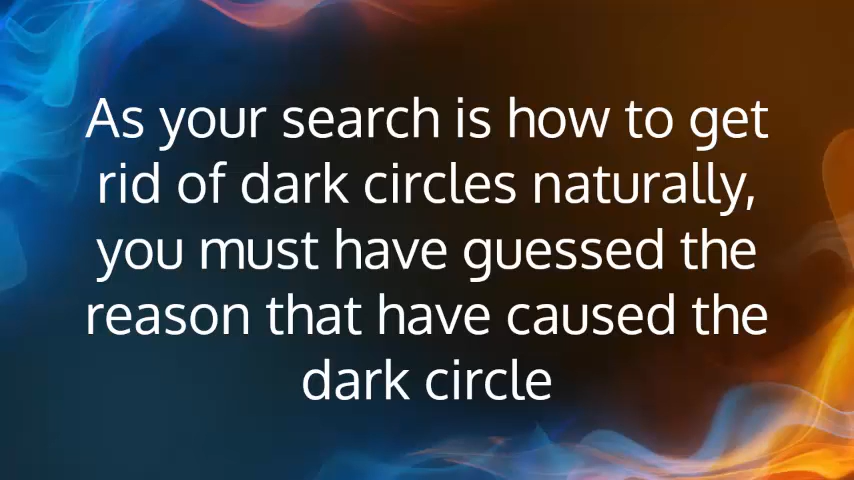 As your search is how to get
rid of dark circles naturally,
you must have guessed the
reason that have caused the
dark circle